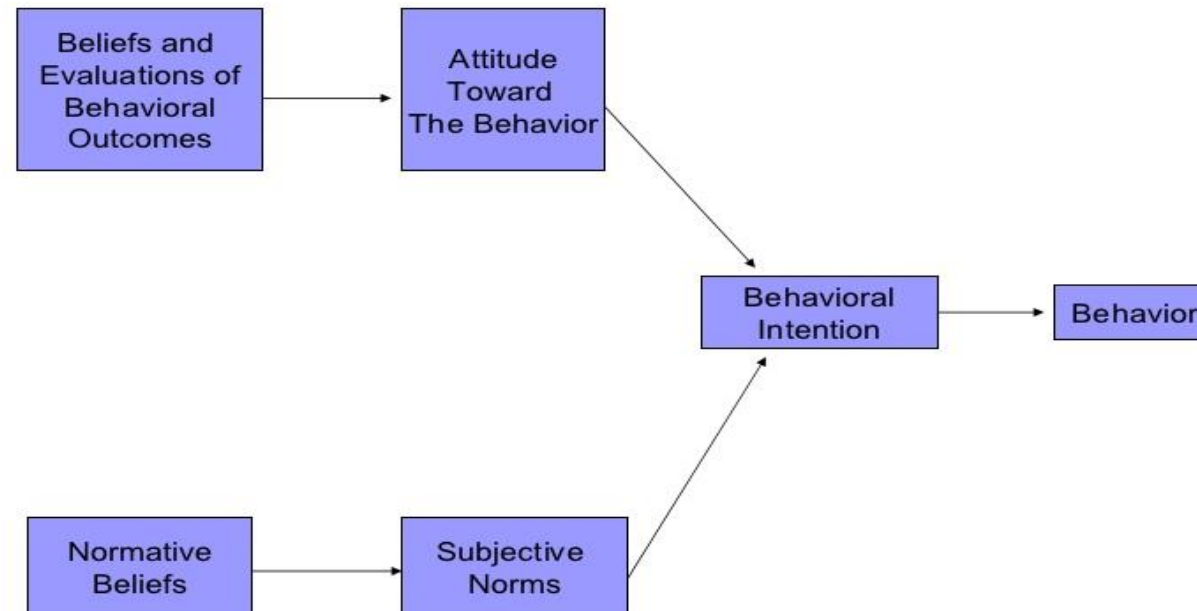 Beliefs and
Evaluations of
Behavioral
Outcomes
Attitude
Toward
The Behavior
Behavioral
Intention
Behavior
Normative
Beliefs
Subjective
Norms